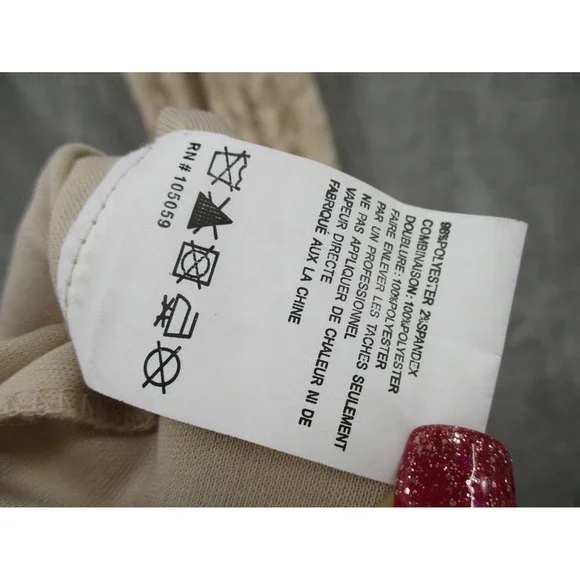 98%POLYESTER 2%SPANDEX
COMBINAISON: 100%POLYESTER
DOUBLURE: 100%POLYESTER
FAIRE ENLEVER LES TACHES SEULEMENT
PAR UN PROFESSIONNEL
NE PAS APPLIQUER DE CHALEUR NI DE
VAPEUR DIRECTE
FABRIQUÉ AUX LA CHINE
RN#105059